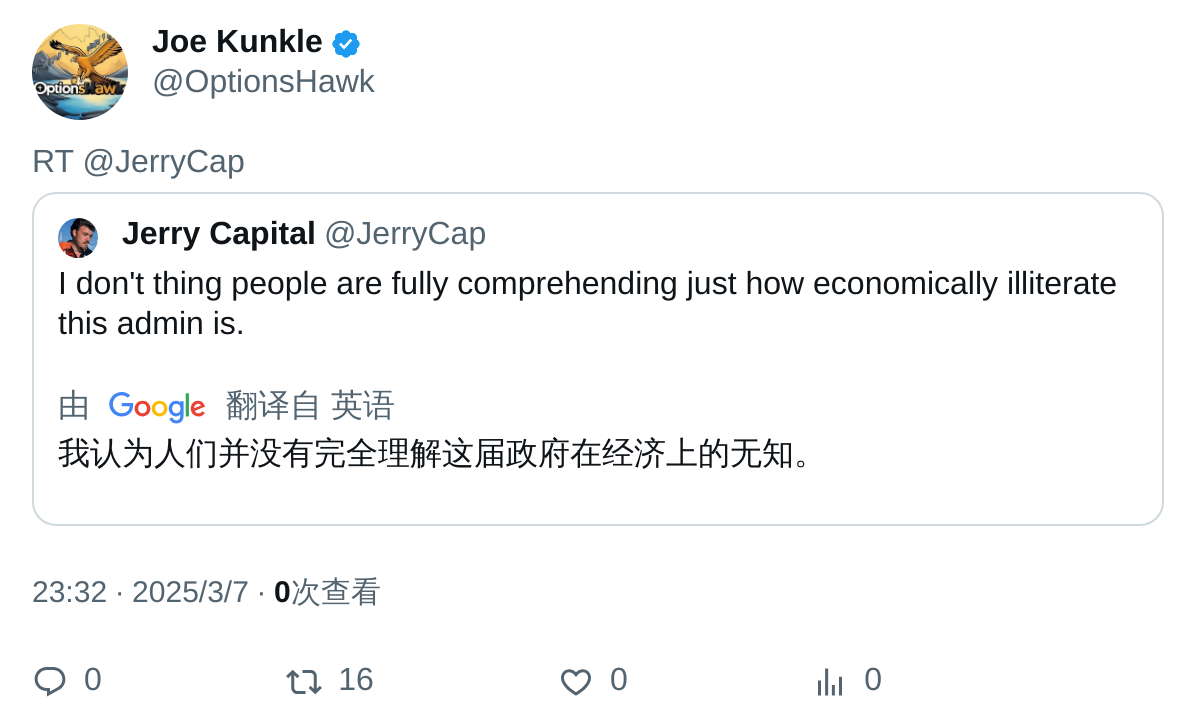 Joe Kunkle
@OptionsHawk
OptionsHawk
RT @JerryCap
Jerry Capital @JerryCap
I don't thing people are fully comprehending just how economically illiterate
this admin is.
由 Google 翻译自 英语
我认为人们并没有完全理解这届政府在经济上的无知。
23:32 · 2025/3/7 · 0次查看
0 16 0 0